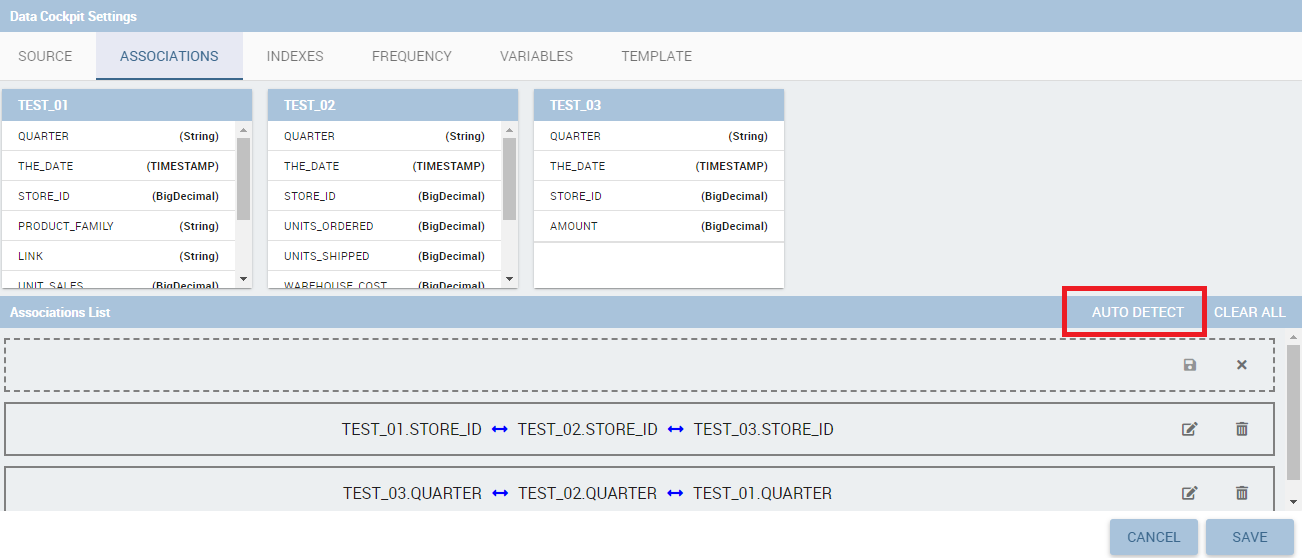 Data Cockpit Settings
SOURCE ASSOCIATIONS INDEXES FREQUENCY VARIABLES TEMPLATE
TEST_01
QUARTER (String)
THE_DATE (TIMESTAMP)
STORE_ID (BigDecimal)
PRODUCT_FAMILY (String)
LINK (String)
UNIT_SALES (BigDecimal)
TEST_02
QUARTER (String)
THE_DATE (TIMESTAMP)
STORE_ID (BigDecimal)
UNITS_ORDERED (BigDecimal)
UNITS_SHIPPED (BigDecimal)
WAREHOUSE_COST (BigDecimal)
TEST_03
QUARTER (String)
THE_DATE (TIMESTAMP)
STORE_ID (BigDecimal)
AMOUNT (BigDecimal)
Associations List AUTO DETECT CLEAR ALL
TEST_01.STORE_ID ↔ TEST_02.STORE_ID ↔ TEST_03.STORE_ID
TEST_03.QUARTER ↔ TEST_02.QUARTER ↔ TEST_01.QUARTER
CANCEL SAVE